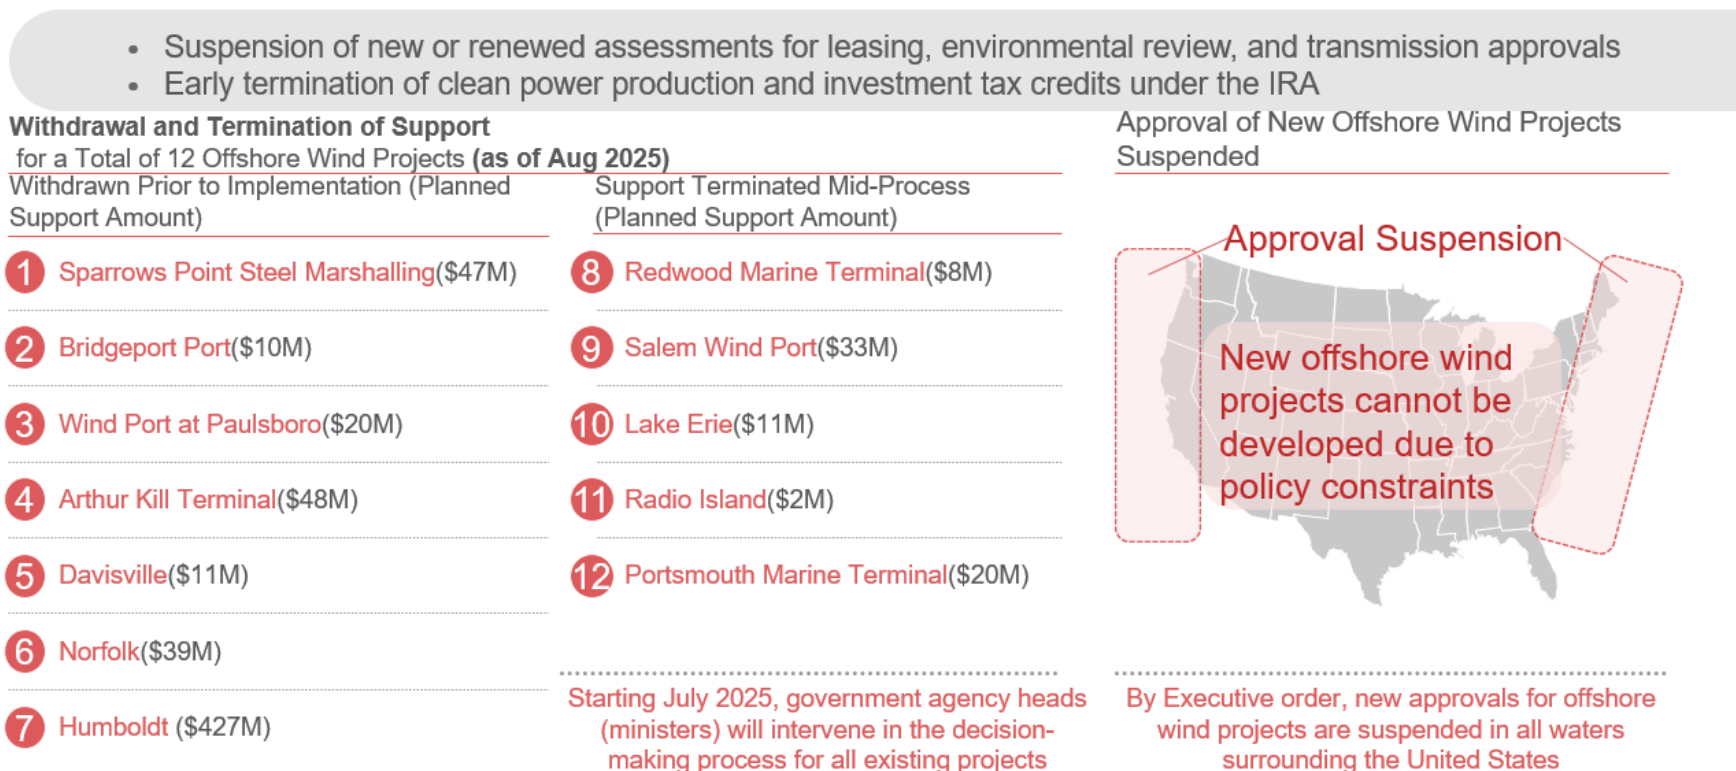 • Suspension of new or renewed assessments for leasing, environmental review, and transmission approvals
• Early termination of clean power production and investment tax credits under the IRA
Withdrawal and Termination of Support
for a Total of 12 Offshore Wind Projects (as of Aug 2025)
Withdrawn Prior to Implementation (Planned
Support Amount)
1 Sparrows Point Steel Marshalling($47M)
2 Bridgeport Port($10M)
3 Wind Port at Paulsboro($20M)
4 Arthur Kill Terminal($48M)
5 Davisville($11M)
6 Norfolk($39M)
7 Humboldt ($427M)
Support Terminated Mid-Process
(Planned Support Amount)
8 Redwood Marine Terminal($8M)
9 Salem Wind Port($33M)
10 Lake Erie($11M)
11 Radio Island($2M)
12 Portsmouth Marine Terminal($20M)
Starting July 2025, government agency heads
(ministers) will intervene in the decision-
making process for all existing projects
Approval of New Offshore Wind Projects
Suspended
Approval Suspension
New offshore wind
projects cannot be
developed due to
policy constraints
By Executive order, new approvals for offshore
wind projects are suspended in all waters
surrounding the United States